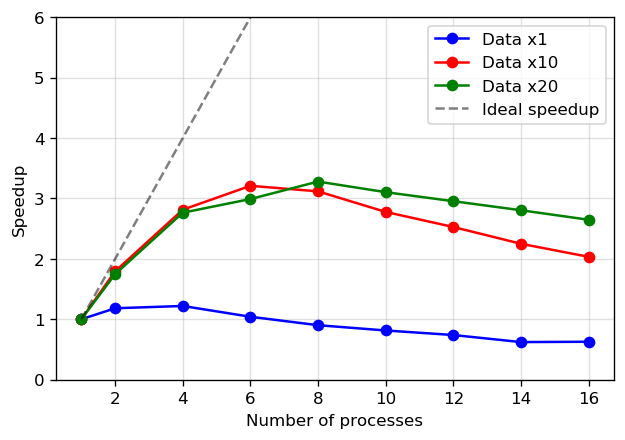 Speedup
6
5
4
3
2
1
0
Data x1
Data x10
Data x20
Ideal speedup
2 4 6 8 10 12 14 16
Number of processes